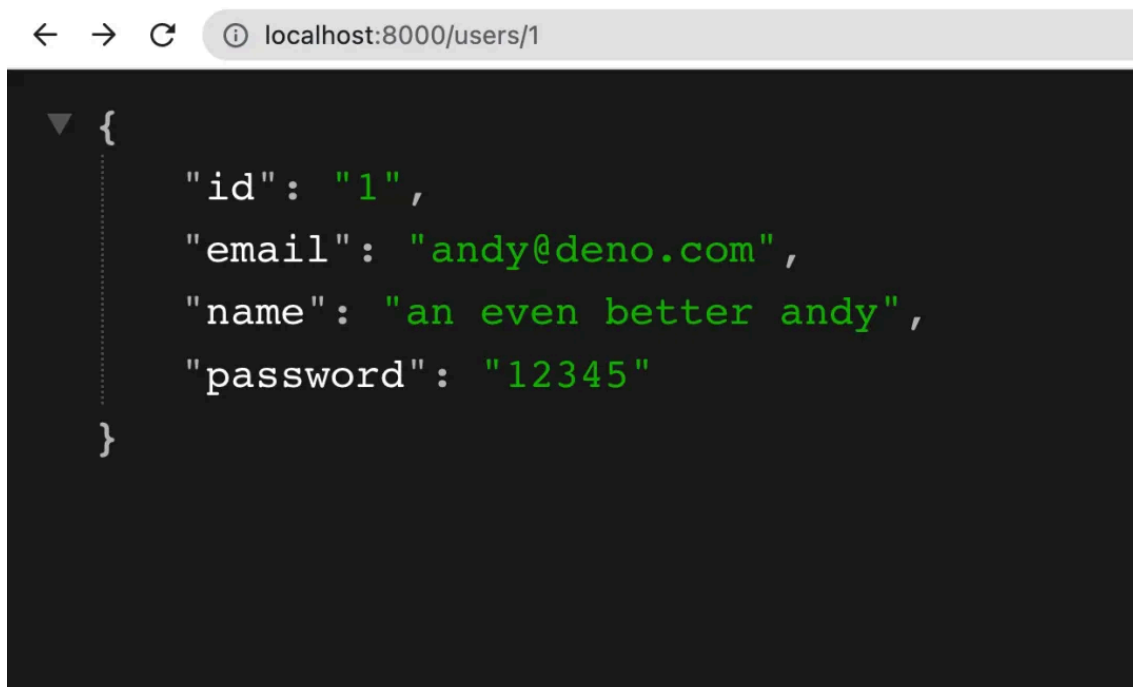 localhost:8000/users/1
{
"id": "1",
"email": "andy@deno.com",
"name": "an even better andy",
"password": "12345"
}